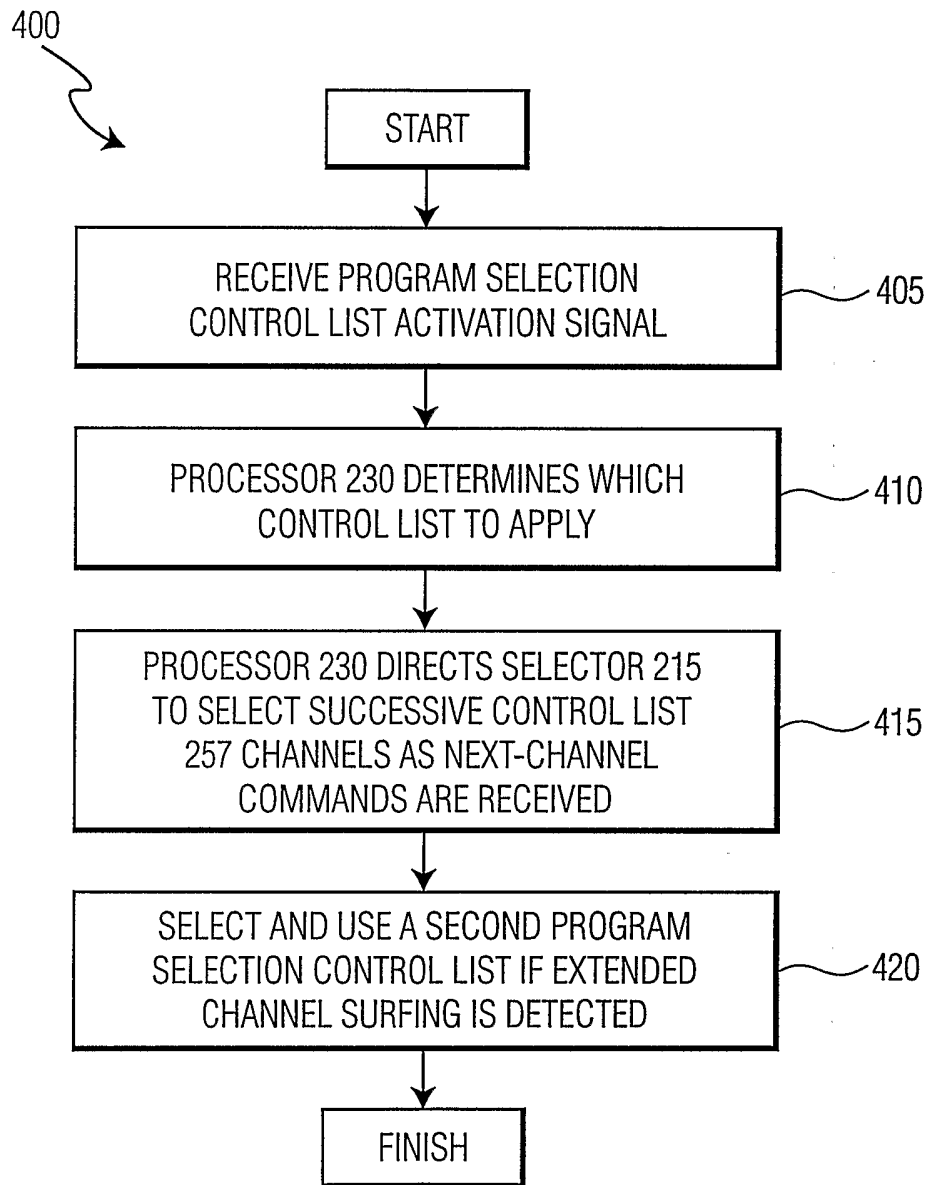 400
START
RECEIVE PROGRAM SELECTION
CONTROL LIST ACTIVATION SIGNAL
405
PROCESSOR 230 DETERMINES WHICH
CONTROL LIST TO APPLY
410
PROCESSOR 230 DIRECTS SELECTOR 215
TO SELECT SUCCESSIVE CONTROL LIST
257 CHANNELS AS NEXT-CHANNEL
COMMANDS ARE RECEIVED
415
SELECT AND USE A SECOND PROGRAM
SELECTION CONTROL LIST IF EXTENDED
CHANNEL SURFING IS DETECTED
420
FINISH